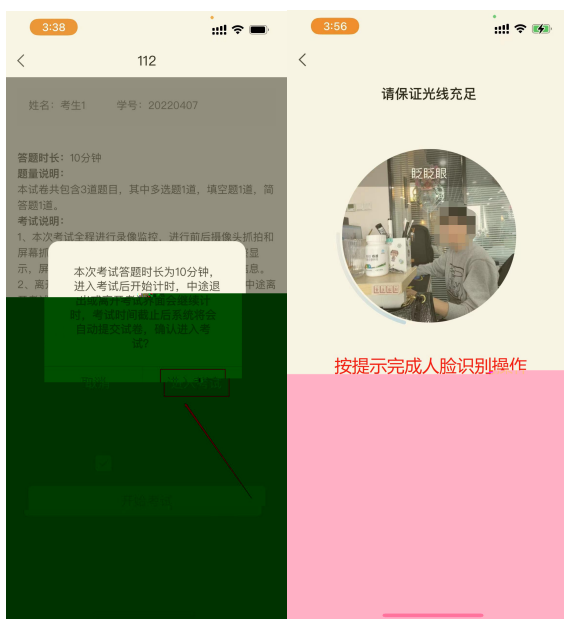 3:38
112
姓名：考生1 学号：20220407
答题时长：10分钟
题量说明：
本试卷共包含3道题目，其中多选题1道，填空题1道，简
答题1道。
考试说明：
1、本次考试全程进行录像监控，进行前后摄像头抓拍和
屏幕抓
示，屏
息。
2、离
中途离
本次考试答题时长为10分钟，
进入考试后开始计时，中途退
时，考试时间截止后系统将会
自动提交试卷，确认进入考
试？
3:56
请保证光线充足
眨眨眼
按提示完成人脸识别操作